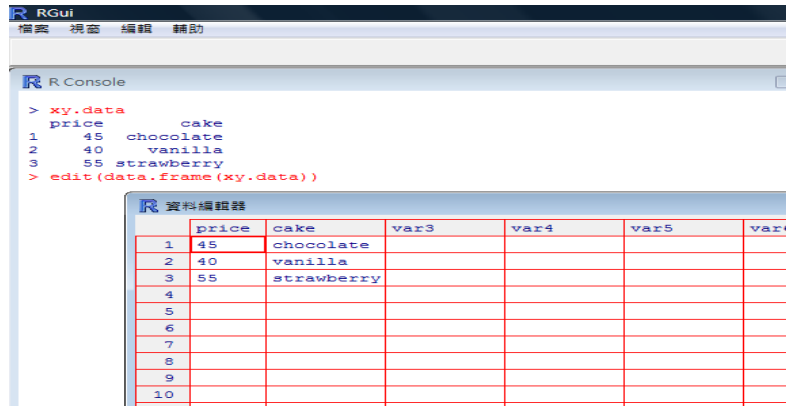 RGui
檔案 視窗 編輯 輔助
R Console
> xy.data
price cake
1 45 chocolate
2 40 vanilla
3 55 strawberry
> edit(data.frame(xy.data))
資料編輯器
price cake var3 var4 var5
1 45 chocolate
2 40 vanilla
3 55 strawberry
4
5
6
7
8
9
10